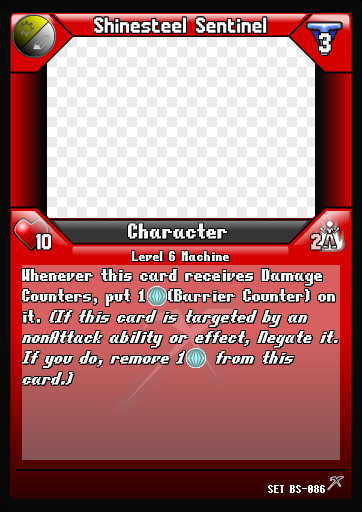 Shinesteel Sentinel
3
Character
10
2
Level 6 Machine
Whenever this card receives Damage
Counters, put 1(Barrier Counter) on
it. (If this card is targeted by an
nonAttack ability or effect, Negate it.
If you do, remove 1 from this
card.)
SET BS-086